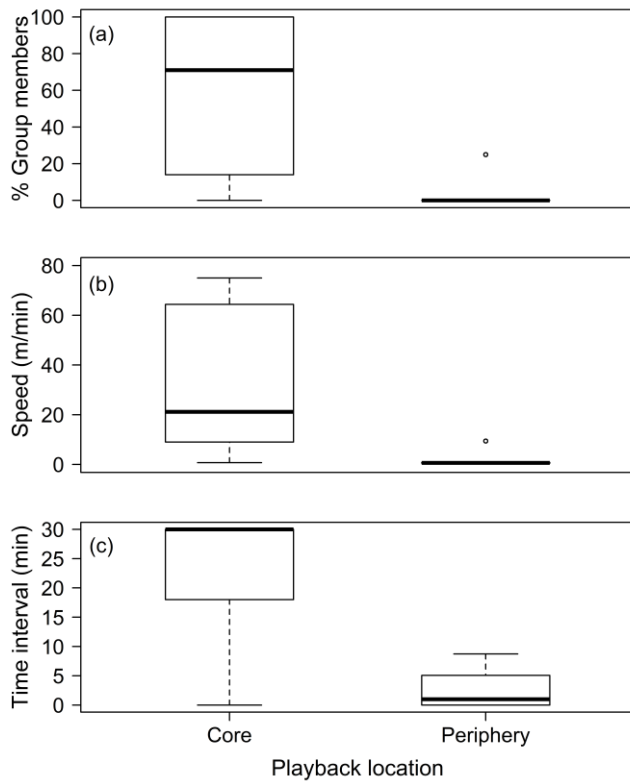 % Group members
(a)
100
80
60
40
20
0
Speed (m/min)
(b)
80
60
40
20
0
Time interval (min)
(c)
30
25
20
15
10
5
0
Core Periphery
Playback location